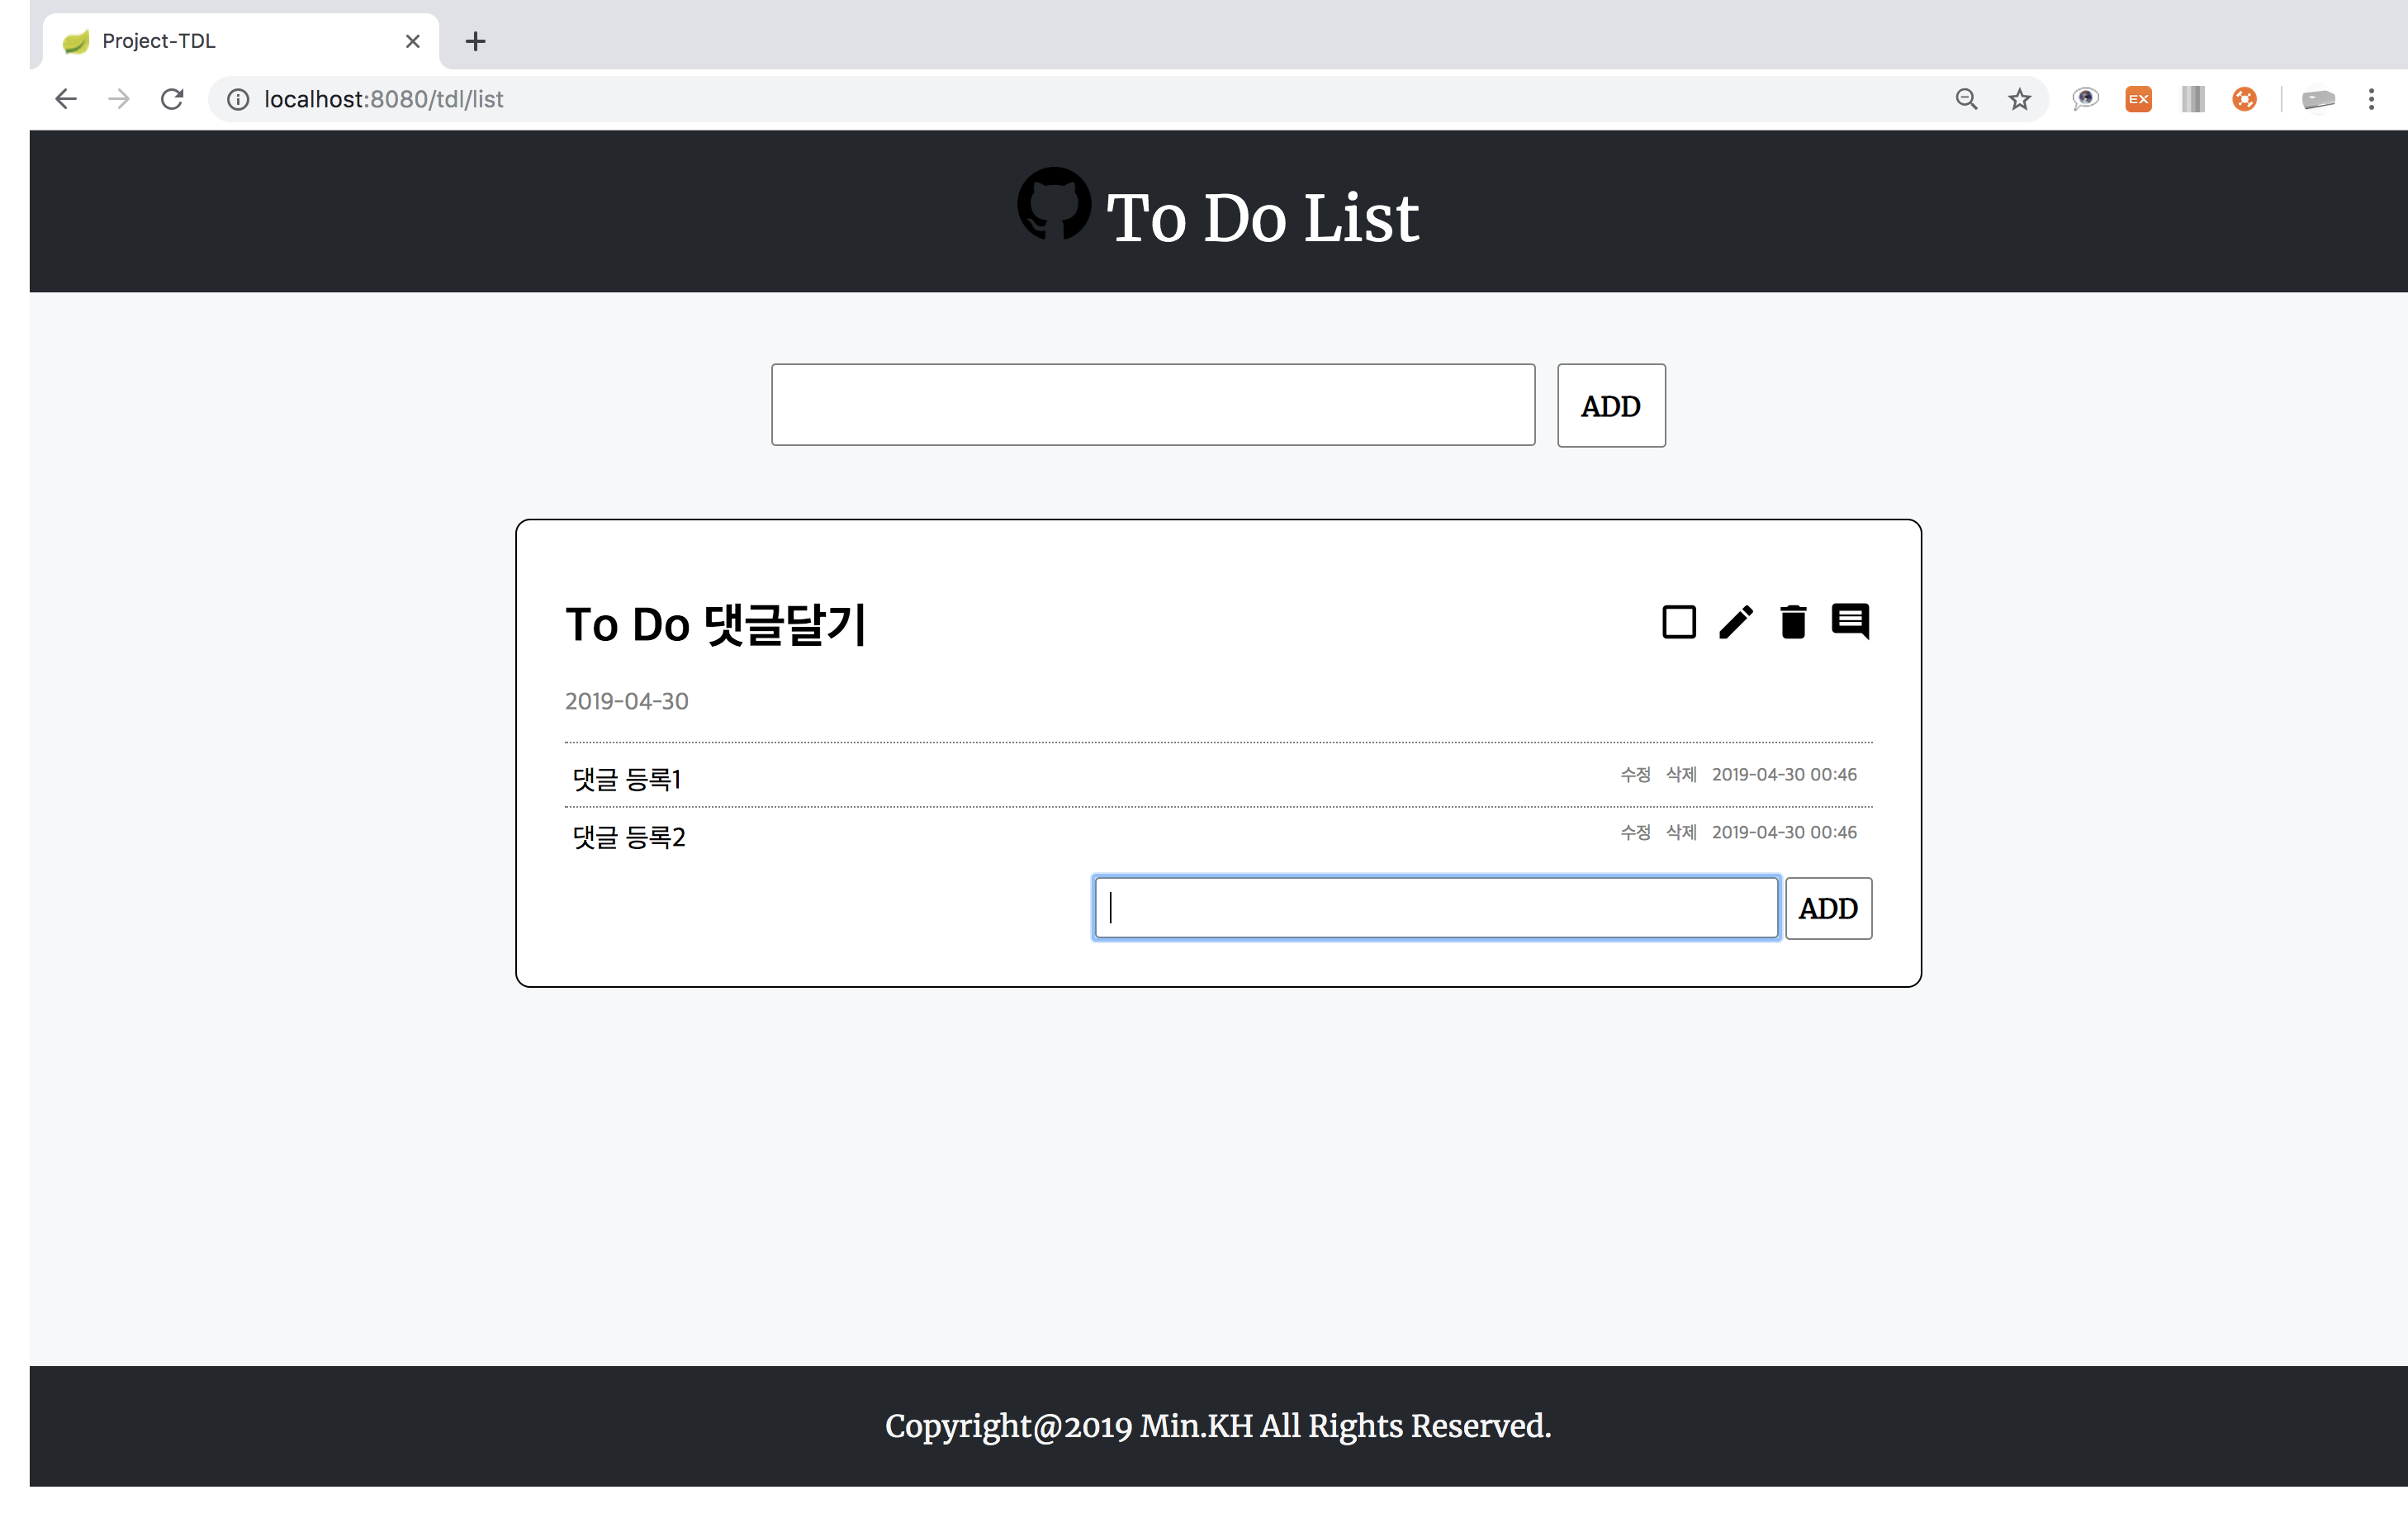 Project-TDL
localhost:8080/tdl/list
EX
To Do List
ADD
To Do 댓글달기
2019-04-30
댓글 등록1 수정 삭제 2019-04-30 00:46
댓글 등록2 수정 삭제 2019-04-30 00:46
ADD
Copyright@2019 Min.KH All Rights Reserved.